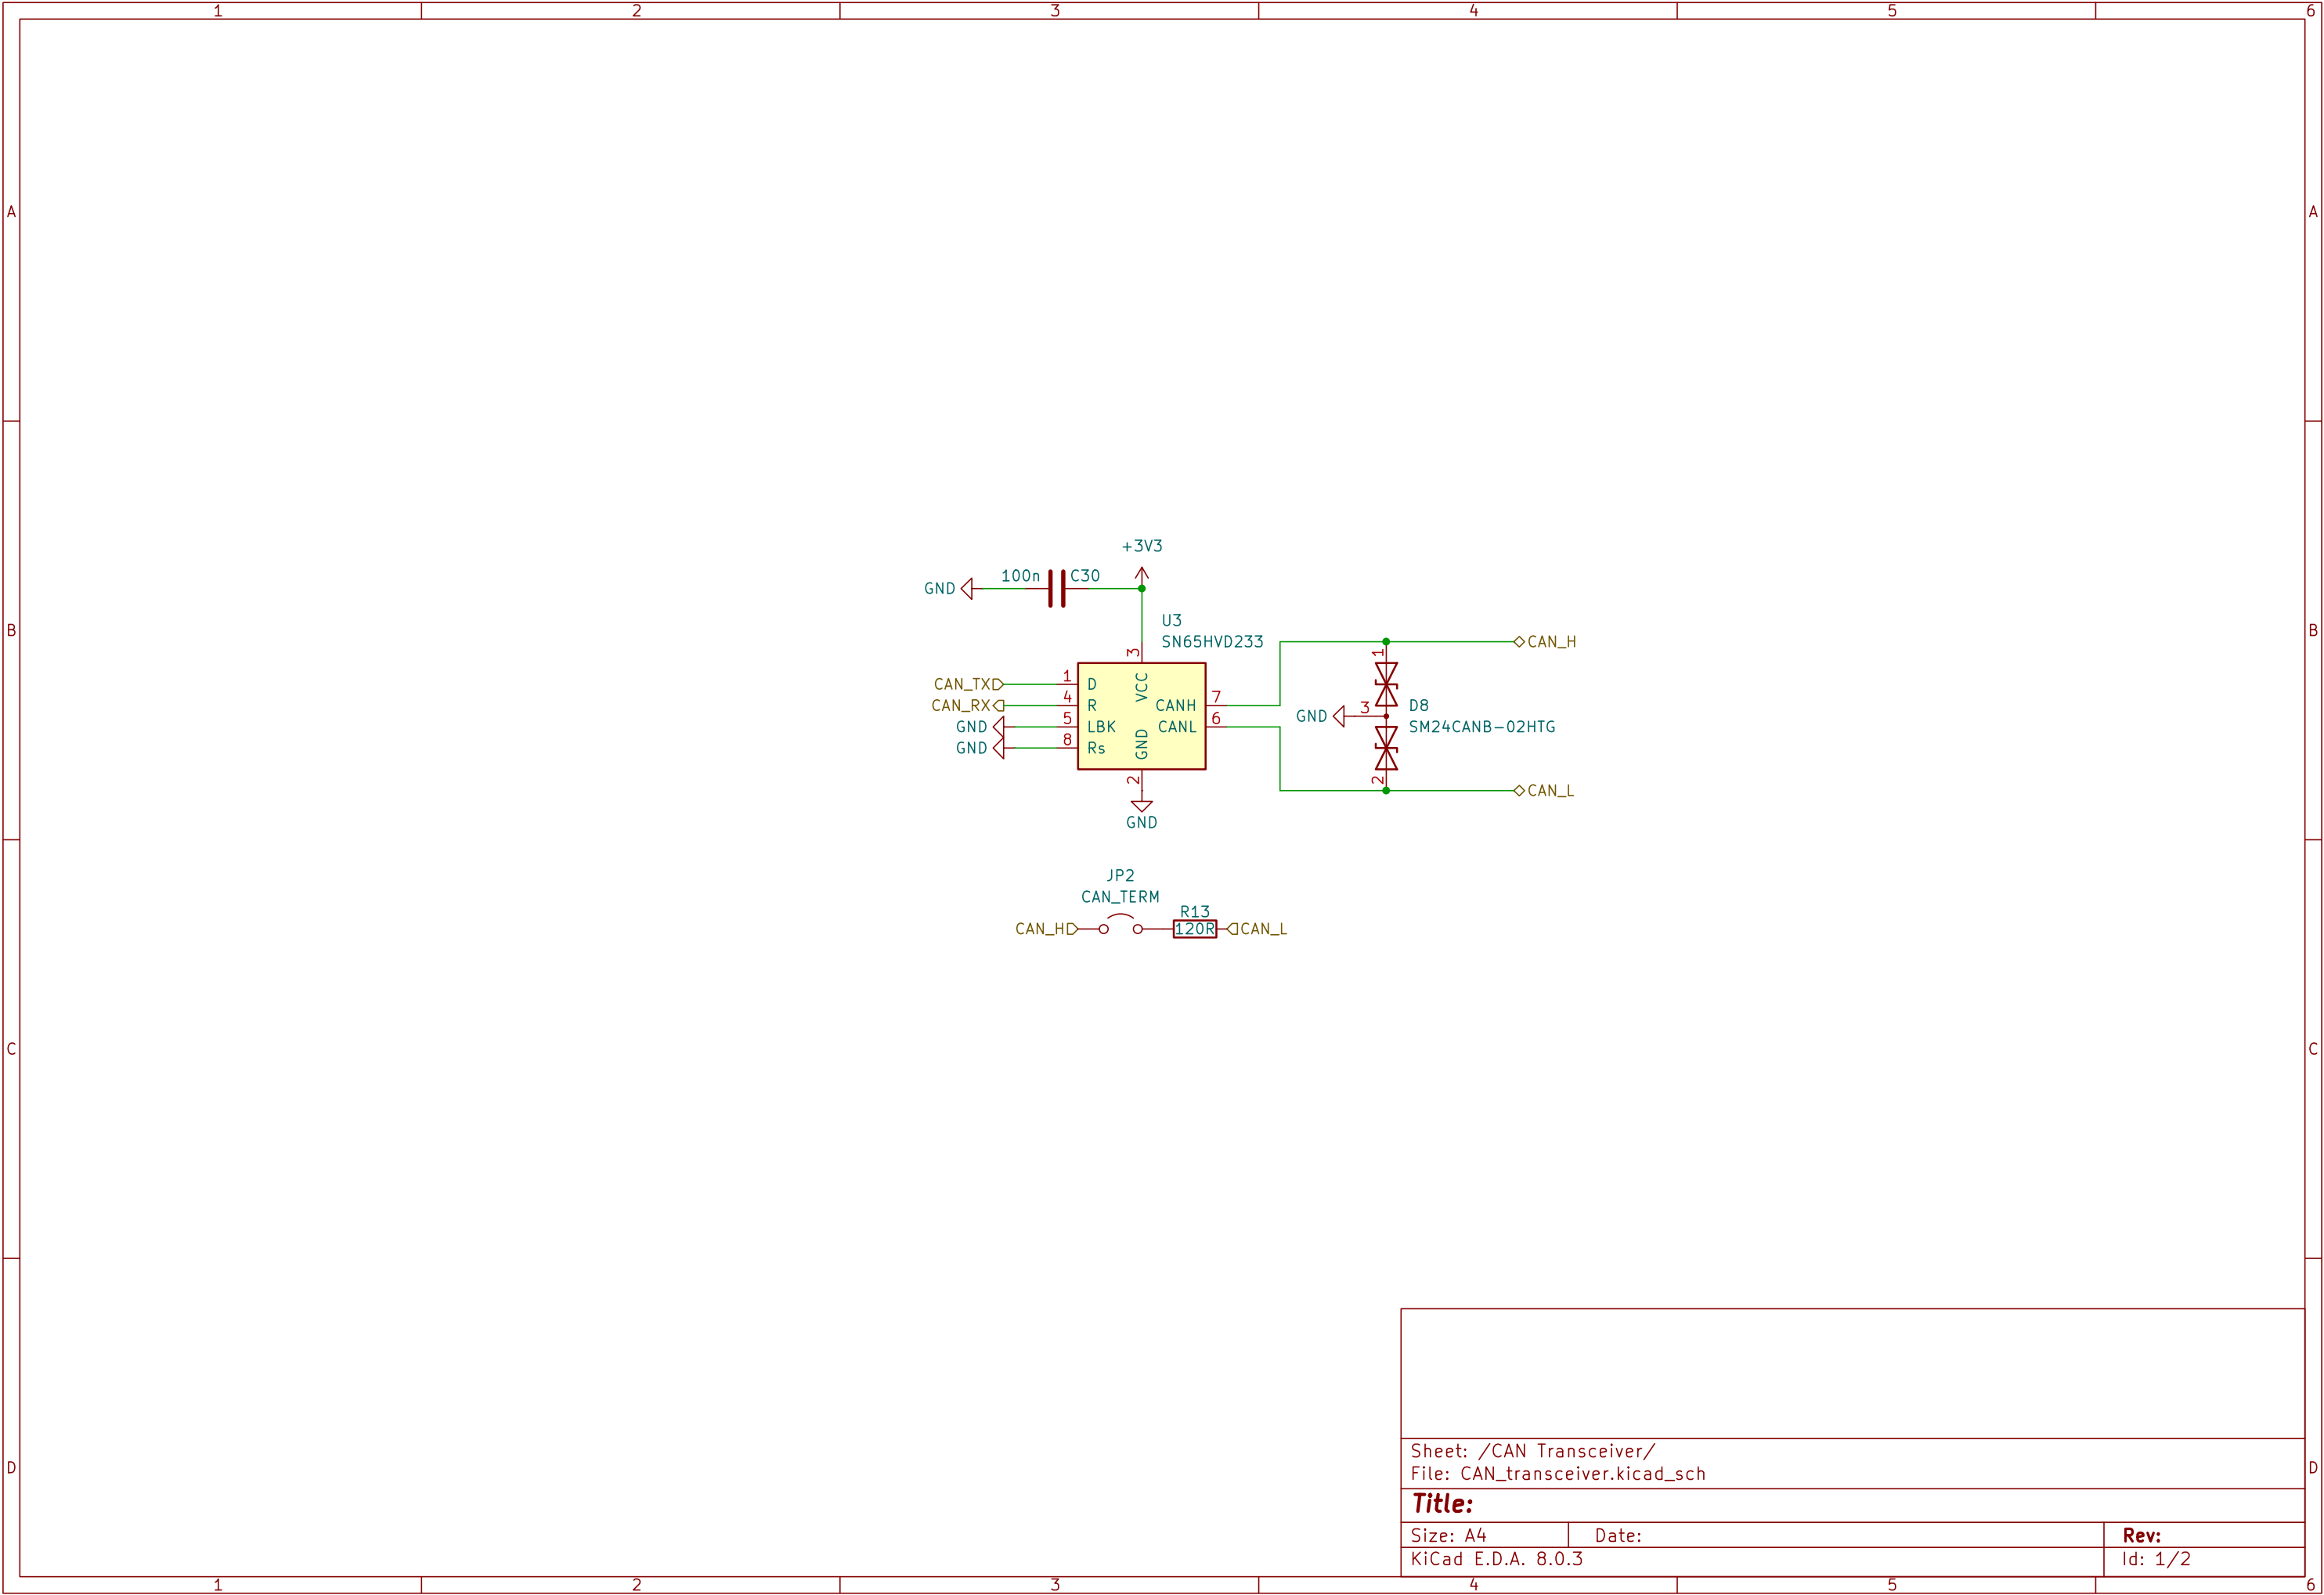 1 2 3 4 5 6
A A
+3V3
100n C30
GND
U3
SN65HVD233
B B
3
VCC
CAN_H
1
CAN_TX 1 D
CAN_RX 4 R CANH 7
D8
GND 3
GND 5 LBK CANL 6
SM24CANB-02HTG
GND 8 Rs
GND
2
2
CAN_L
GND
JP2
CAN_TERM
R13
CAN_H 120R CAN_L
C C
Sheet: /CAN Transceiver/
D D
File: CAN_transceiver.kicad_sch
Title:
Size: A4 Date: Rev:
KiCad E.D.A. 8.0.3 Id: 1/2
1 2 3 4 5 6